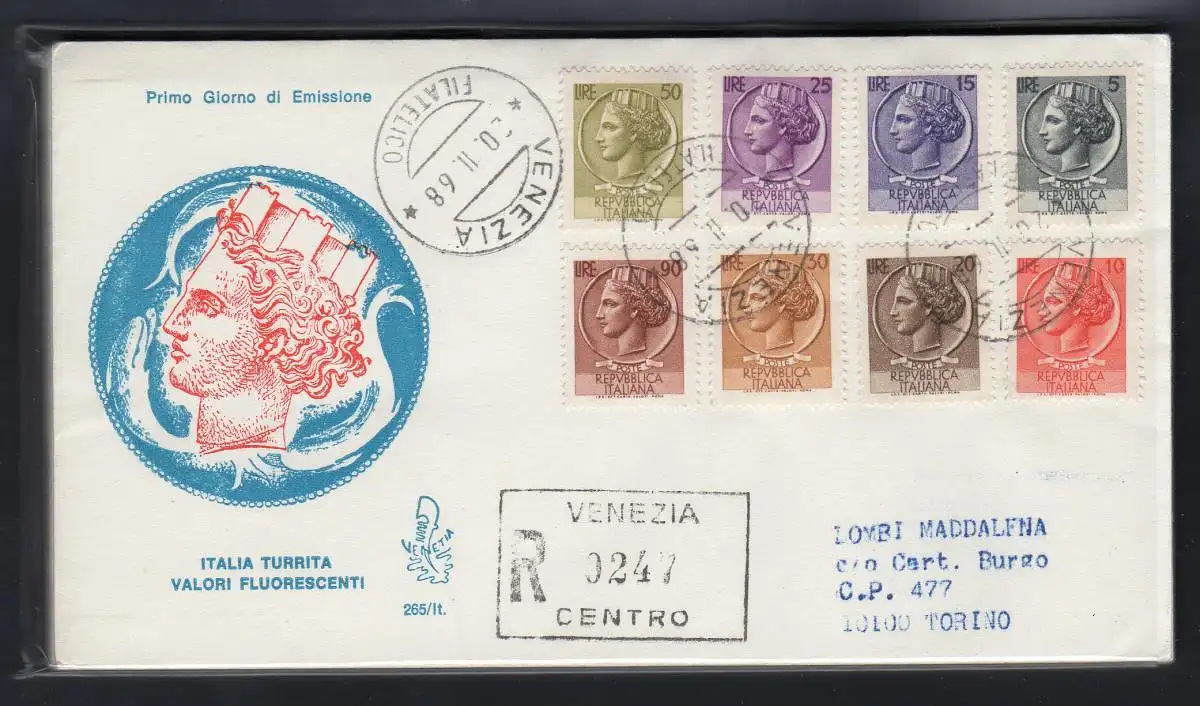 Primo Giorno di Emissione
FILATELICO
VENEZIA
LIRE 50
POSTE
REPVBBLICA
ITALIANA
LIRE 25
POSTE
REPVBBLICA
ITALIANA
LIRE 15
POSTE
REPVBBLICA
ITALIANA
LIRE 5
POSTE
REPVBBLICA
ITALIANA
LIRE 90
POSTE
REPVBBLICA
ITALIANA
LIRE 30
POSTE
REPVBBLICA
ITALIANA
LIRE 20
POSTE
REPVBBLICA
ITALIANA
LIRE 10
POSTE
REPVBBLICA
ITALIANA
VENEZIA
R 0247
CENTRO
ITALIA TURRITA
VALORI FLUORESCENTI
VENETIA
265/It.
LOMBI MADDALENA
c/o Cart. Burgo
C.P. 477
10100 TORINO